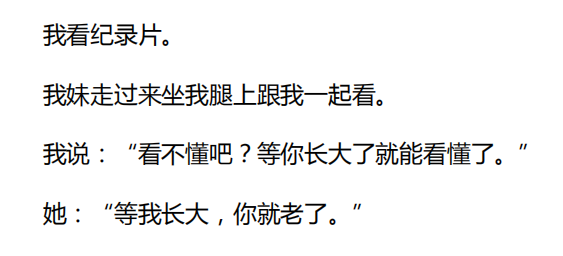 我看纪录片。
我妹走过来坐我腿上跟我一起看。
我说：“看不懂吧？等你长大了就能看懂了。”
她：“等我长大，你就老了。”